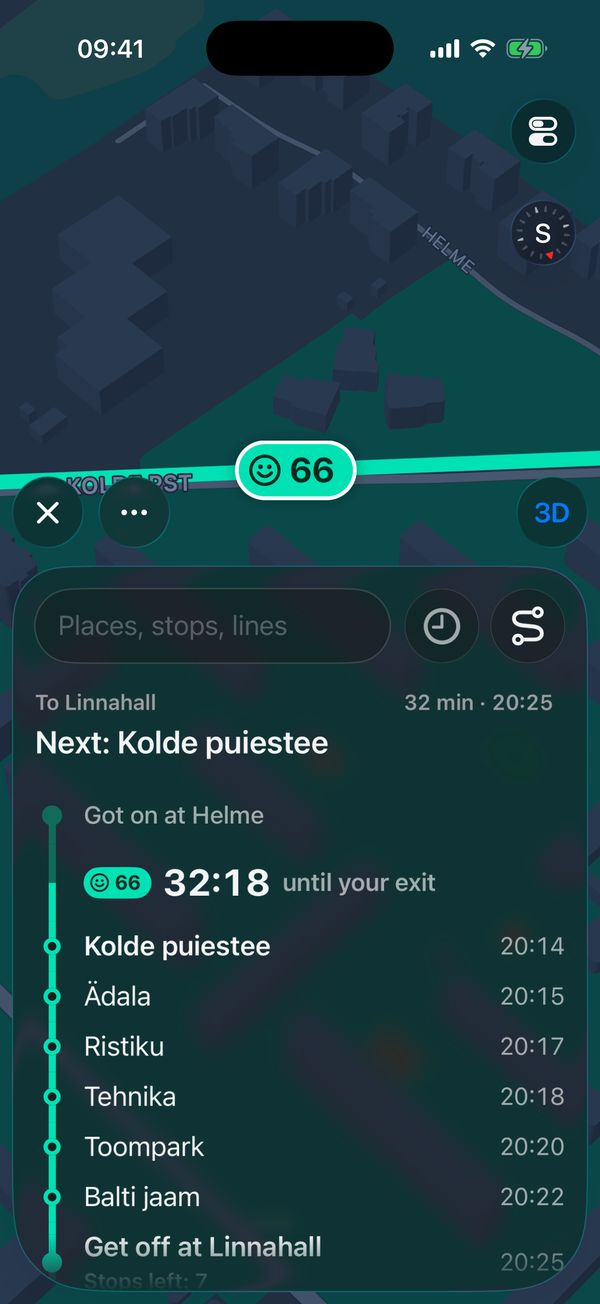 09:41
S
HELME
66
KOLDE PST
3D
Places, stops, lines
To Linnahall
32 min · 20:25
Next: Kolde puiestee
Got on at Helme
66 32:18 until your exit
Kolde puiestee 20:14
Ädala 20:15
Ristiku 20:17
Tehnika 20:18
Toompark 20:20
Balti jaam 20:22
Get off at Linnahall 20:25
Stops left: 7